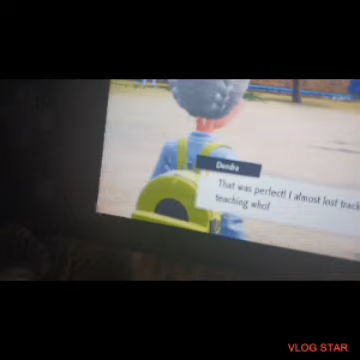 Dendra
That was perfect! I almost lost track
teaching who!
VLOG STAR